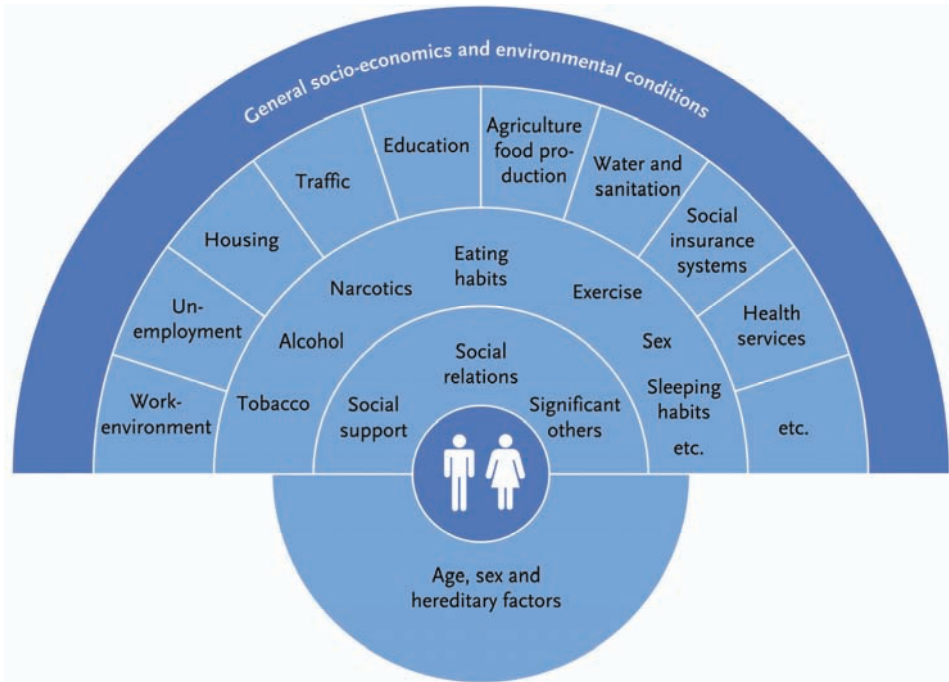 General socio-economics and environmental conditions
Work-
environment
Un-
employment
Housing
Traffic
Education
Agriculture
food pro-
duction
Water and
sanitation
Social
insurance
systems
Health
services
etc.
Tobacco
Alcohol
Narcotics
Eating
habits
Exercise
Sex
Sleeping
habits
etc.
Social
support
Social
relations
Significant
others
Age, sex and
hereditary factors